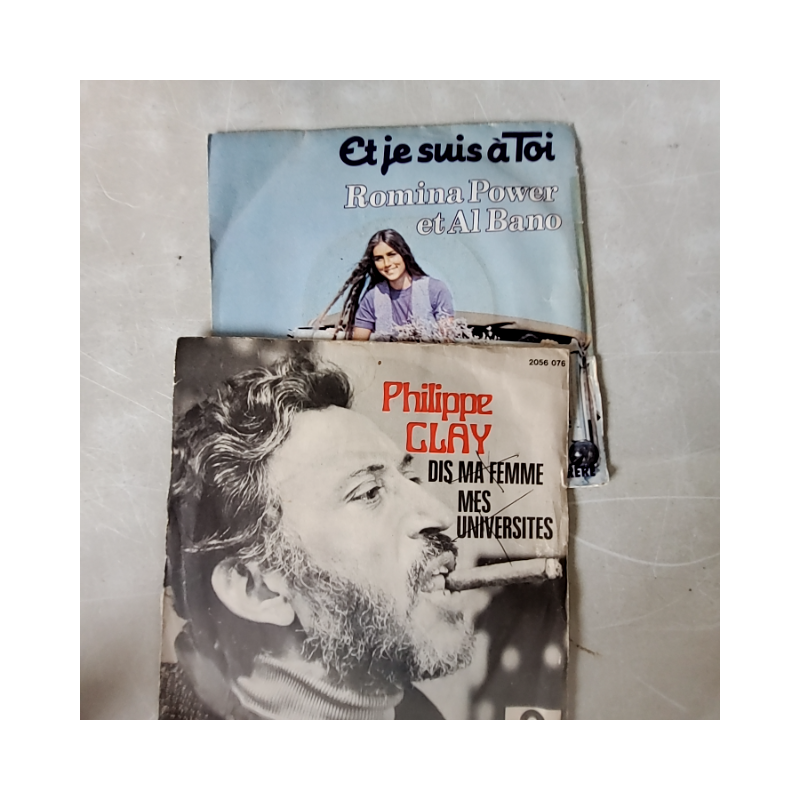 Et je suis à Toi
Romina Power
et Al Bano
2056 076
Philippe
CLAY
DIS MA FEMME
MES
UNIVERSITES